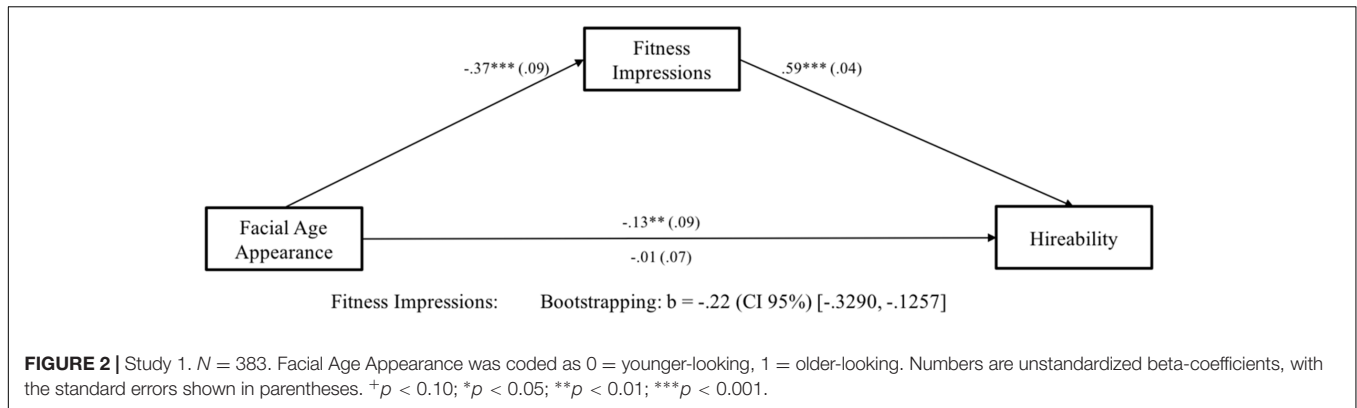 Fitness
Impressions
-.37*** (.09)
.59*** (.04)
Facial Age
Appearance
-.13** (.09)
-.01 (.07)
Hireability
Fitness Impressions: Bootstrapping: b = -.22 (CI 95%) [-.3290, -.1257]
FIGURE 2 | Study 1. N = 383. Facial Age Appearance was coded as 0 = younger-looking, 1 = older-looking. Numbers are unstandardized beta-coefficients, with
the standard errors shown in parentheses. +p < 0.10; *p < 0.05; **p < 0.01; ***p < 0.001.